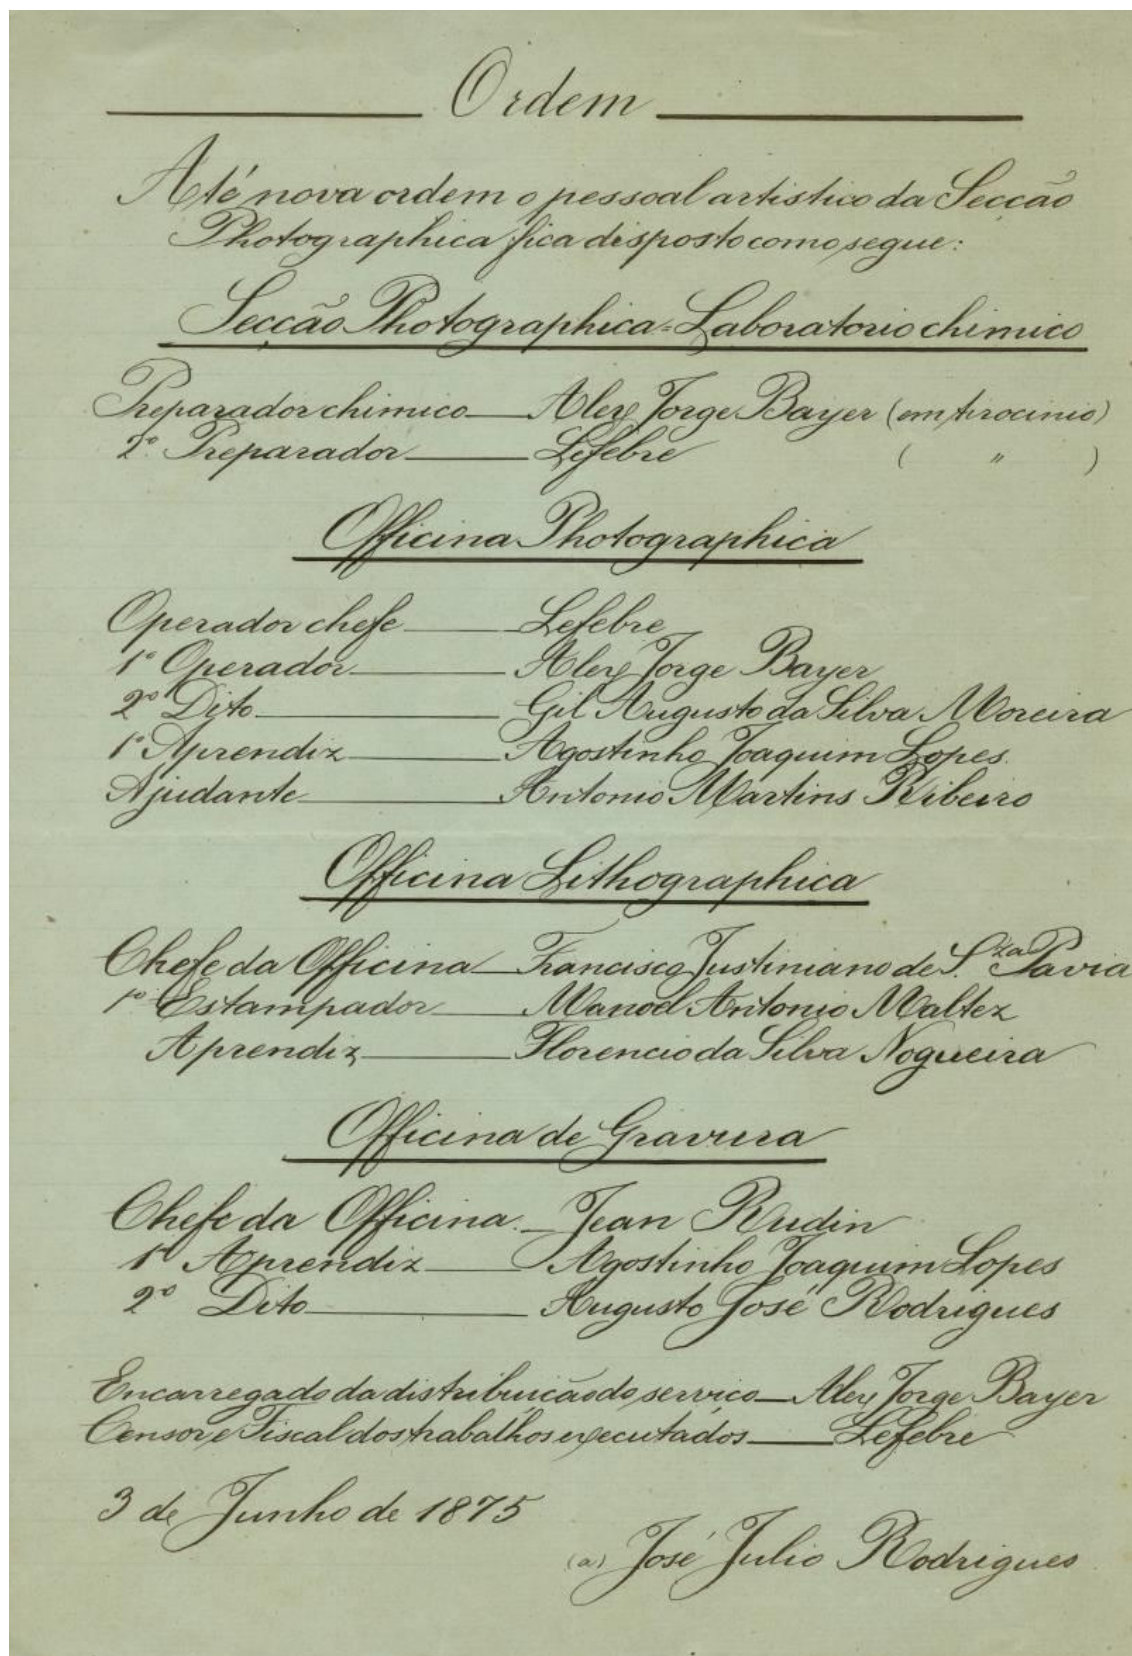 Ordem
Até nova ordem o pessoal artistico da Secção
Photographica fica disposto como segue:
Secção Photographica = Laboratorio chimico
Preparador chimico Alex Jorge Bayer (em tirocinio)
2º Preparador Lefebre ( " )
Officina Photographica
Operador chefe Lefebre
1º Operador Alex Jorge Bayer
2º Dito Gil Augusto da Silva Moreira
1º Aprendiz Agostinho Joaquim Lopes.
Ajudante Antonio Martins Ribeiro
Officina Lithographica
Chefe da Officina Francisco Justiniano de S.za Pavia
1º Estampador Manoel Antonio Maltez
Aprendiz Florencio da Silva Nogueira
Officina de Gravura
Chefe da Officina. Jean Rudin
1º Aprendiz Agostinho Joaquim Lopes
2º Dito Augusto José Rodrigues
Encarregado da distribuição do serviço Alex Jorge Bayer
Censor e Fiscal dos trabalhos executados Lefebre
3 de Junho de 1875
(a) José Julio Rodrigues